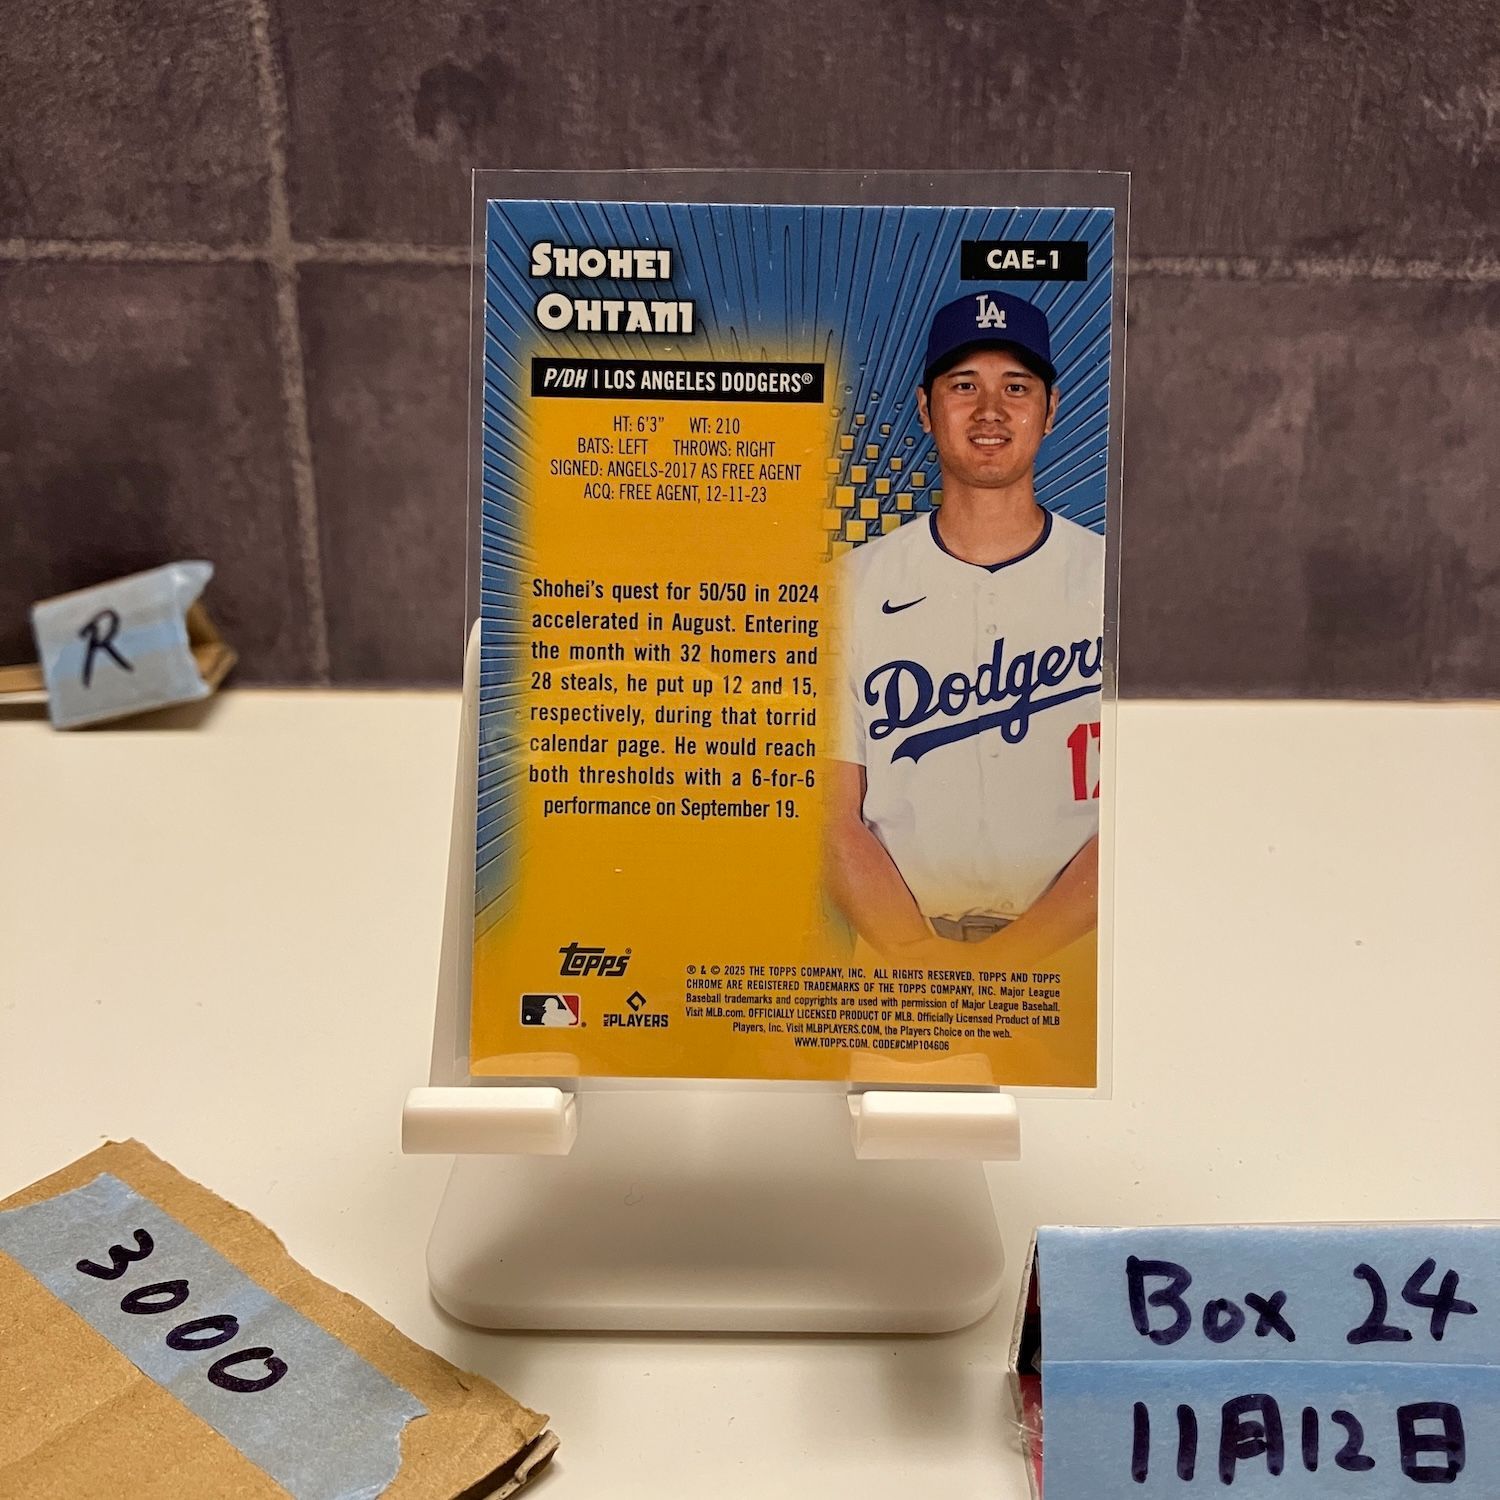 SHOHEI
OHTANI
CAE-1
LA
P/DH | LOS ANGELES DODGERS®
HT: 6'3" WT: 210
BATS: LEFT THROWS: RIGHT
SIGNED: ANGELS-2017 AS FREE AGENT
ACQ: FREE AGENT, 12-11-23
Shohei's quest for 50/50 in 2024
accelerated in August. Entering
the month with 32 homers and
28 steals, he put up 12 and 15,
respectively, during that torrid
calendar page. He would reach
both thresholds with a 6-for-6
performance on September 19.
Dodgers
17
TOPPS®
MLB PLAYERS
® & © 2025 THE TOPPS COMPANY, INC. ALL RIGHTS RESERVED. TOPPS AND TOPPS
CHROME ARE REGISTERED TRADEMARKS OF THE TOPPS COMPANY, INC. Major League
Baseball trademarks and copyrights are used with permission of Major League Baseball.
Visit MLB.com. OFFICIALLY LICENSED PRODUCT OF MLB. Officially Licensed Product of MLB
Players, Inc. Visit MLBPLAYERS.COM, the Players Choice on the web.
WWW.TOPPS.COM. CODE#CMP104606
R
3000
Box 24
11月12日